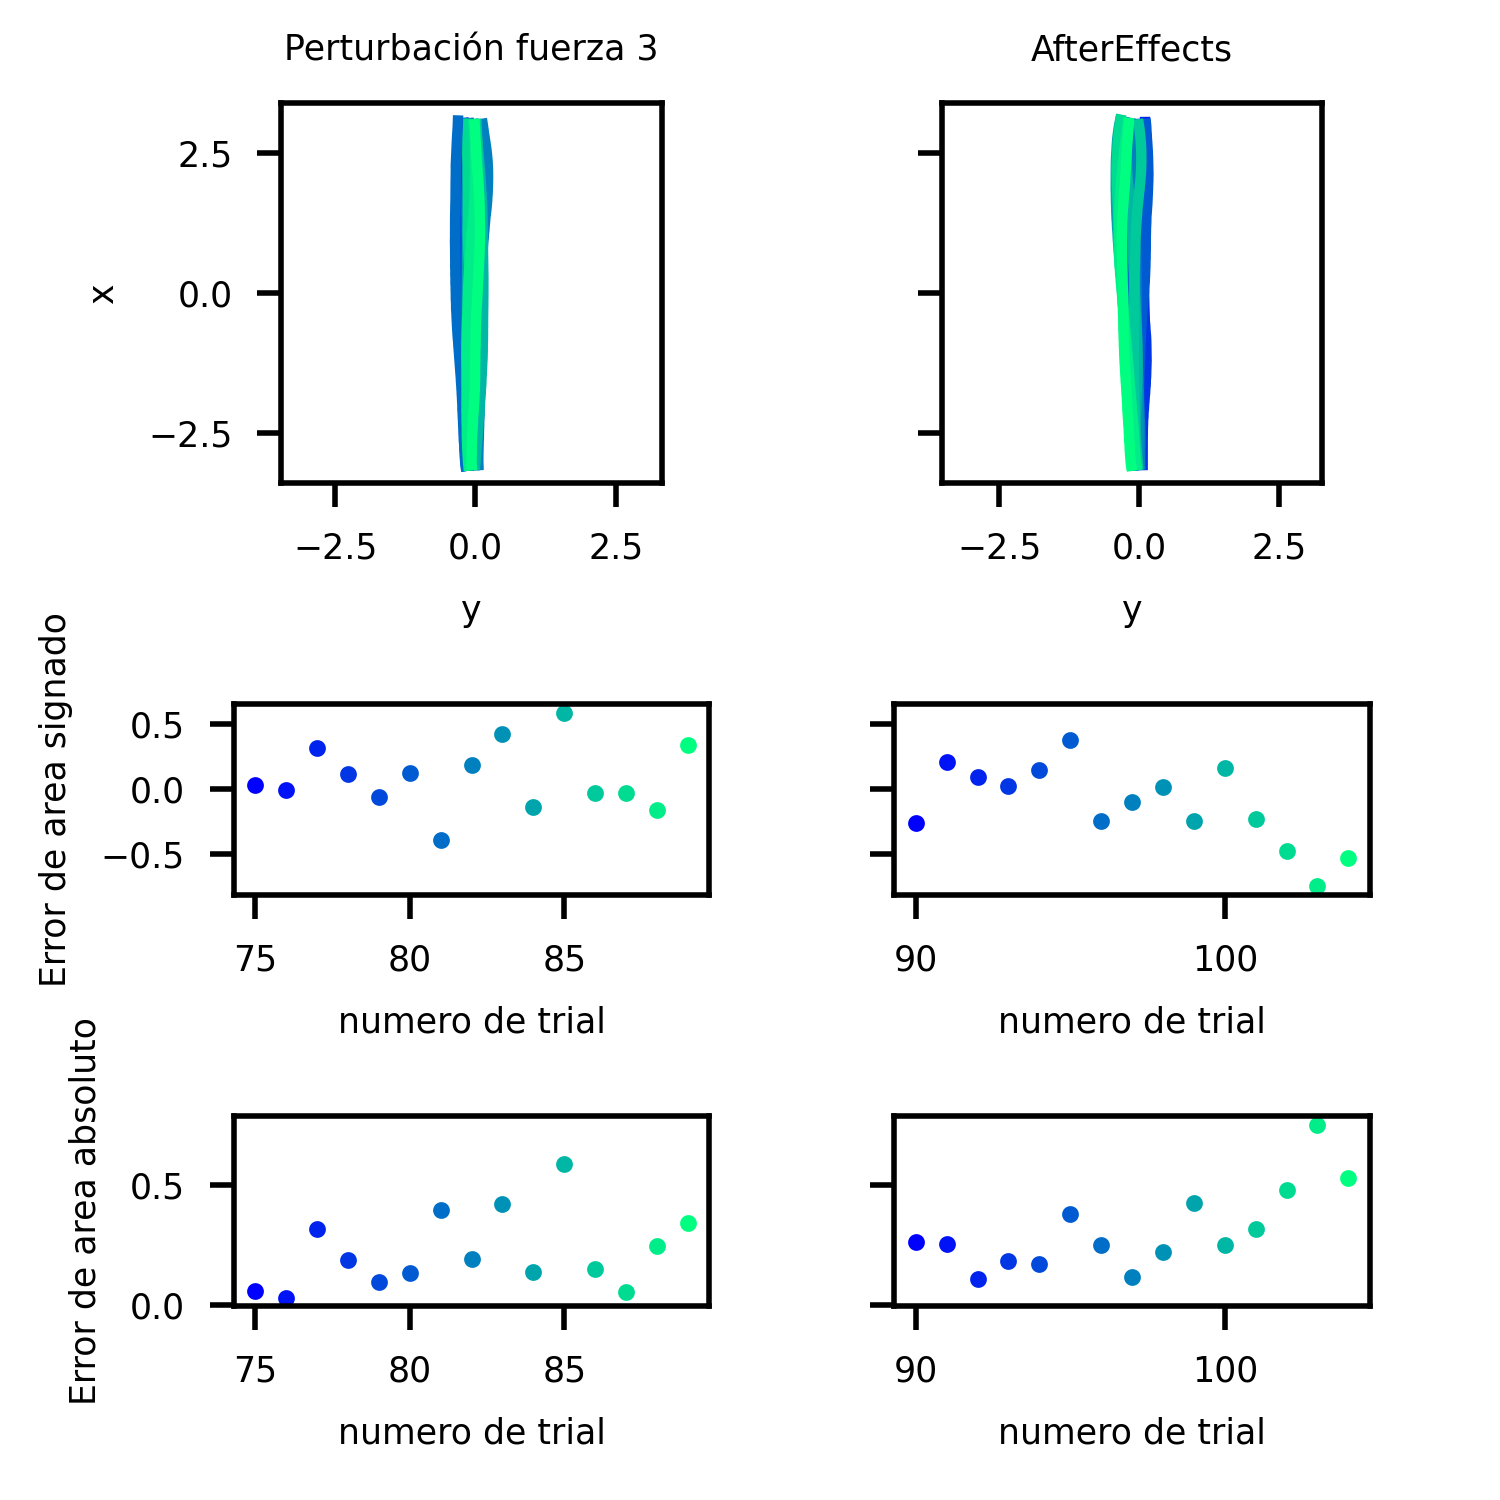 Perturbación fuerza 3
AfterEffects
x
2.5
0.0
−2.5
−2.5 0.0 2.5
y
−2.5 0.0 2.5
y
Error de area signado
0.5
0.0
−0.5
75 80 85
numero de trial
90 100
numero de trial
Error de area absoluto
0.5
0.0
75 80 85
numero de trial
90 100
numero de trial